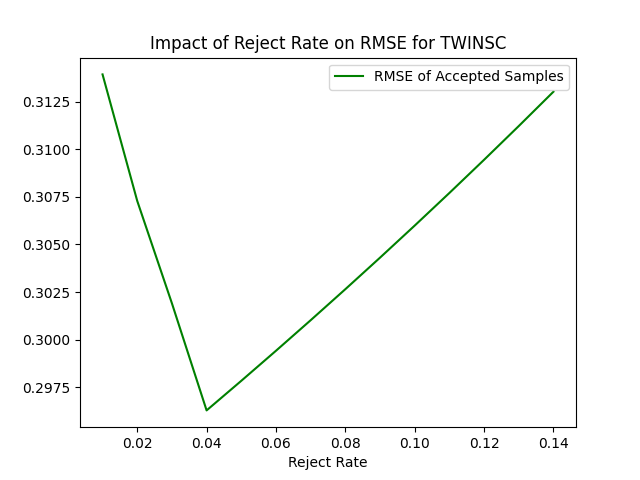 Impact of Reject Rate on RMSE for TWINSC
RMSE of Accepted Samples
0.3125
0.3100
0.3075
0.3050
0.3025
0.3000
0.2975
0.02 0.04 0.06 0.08 0.10 0.12 0.14
Reject Rate